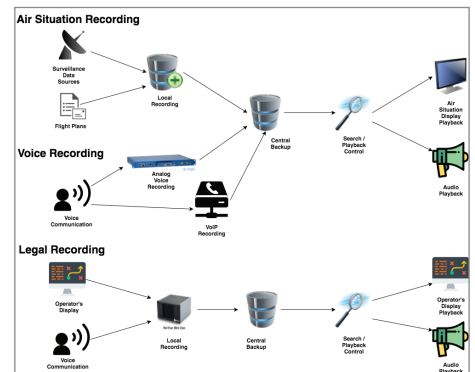 Air Situation Recording
Surveillance
Data
Sources
Local
Recording
Flight Plans
Central
Backup
Search /
Playback
Control
Air
Situation
Display
Playback
Audio
Playback
Voice Recording
Voice
Communication
Analog
Voice
Recording
VoIP
Recording
Legal Recording
Operator's
Display
Voice
Communication
Local
Recording
Central
Backup
Search /
Playback
Control
Operator's
Display
Playback
Audio
Playback